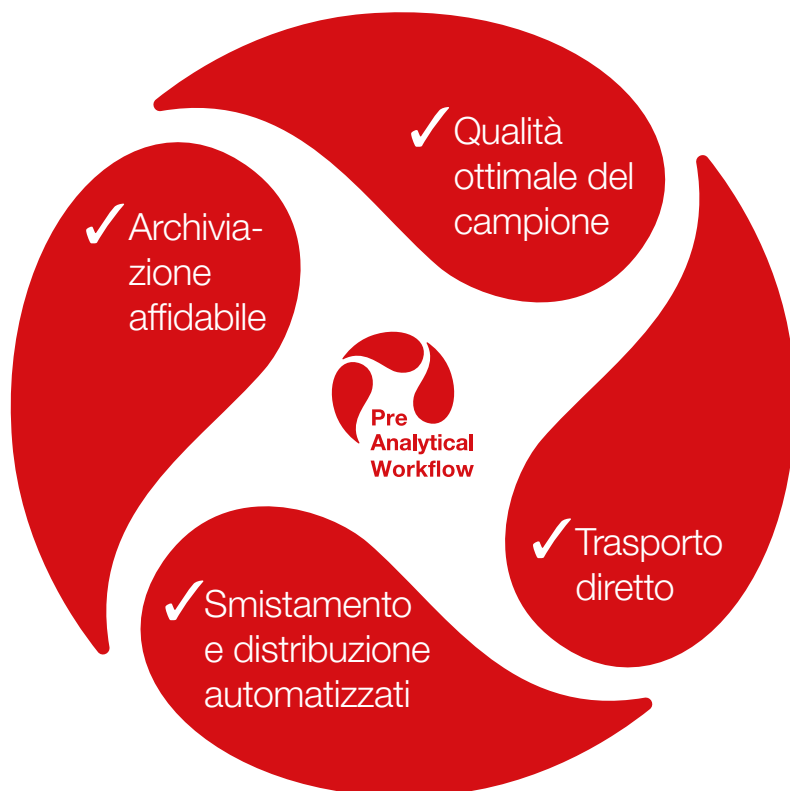 ✓ Qualità
ottimale del
campione
✓ Archivia-
zione
affidabile
Pre
Analytical
Workflow
✓ Trasporto
diretto
✓ Smistamento
e distribuzione
automatizzati